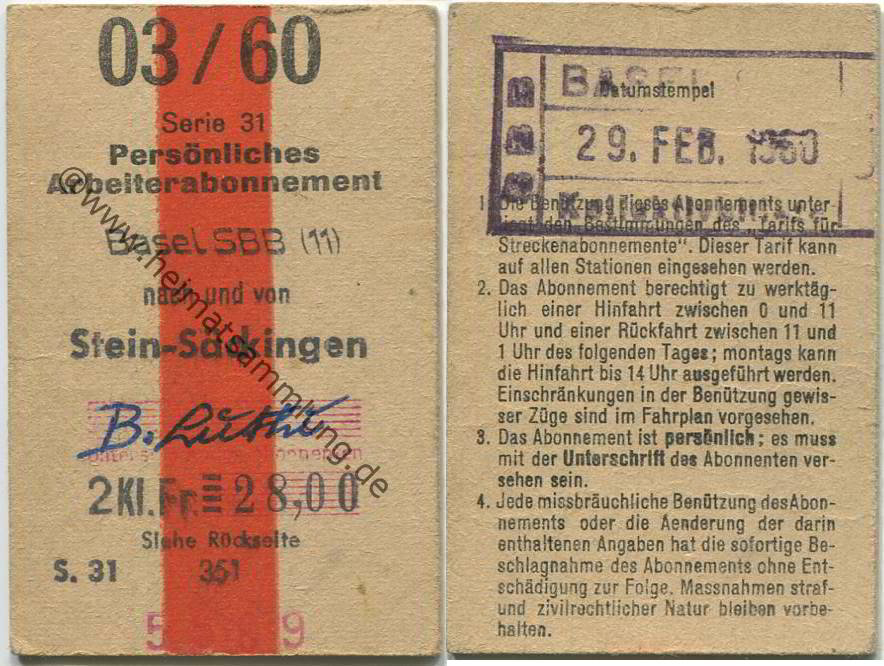 03/60
Serie 31
Persönliches
Arbeiterabonnement
Basel SBB (11)
nach und von
Stein-Säckingen
B. Lüthi
2 Kl. Fr. 28,00
Siehe Rückseite
S. 31 351
©www.heimatsammlung.de
BASEL
Datumstempel
29. FEB. 1960
1. Die Benützung dieses Abonnements unter-
liegt den Bestimmungen des „Tarifs für
Streckenabonnemente“. Dieser Tarif kann
auf allen Stationen eingesehen werden.
2. Das Abonnement berechtigt zu werktäg-
lich einer Hinfahrt zwischen 0 und 11
Uhr und einer Rückfahrt zwischen 11 und
1 Uhr des folgenden Tages; montags kann
die Hinfahrt bis 14 Uhr ausgeführt werden.
Einschränkungen in der Benützung gewis-
ser Züge sind im Fahrplan vorgesehen.
3. Das Abonnement ist persönlich; es muss
mit der Unterschrift des Abonnenten ver-
sehen sein.
4. Jede missbräuchliche Benützung des Abon-
nements oder die Aenderung der darin
enthaltenen Angaben hat die sofortige Be-
schlagnahme des Abonnements ohne Ent-
schädigung zur Folge. Massnahmen straf-
und zivilrechtlicher Natur bleiben vorbe-
halten.